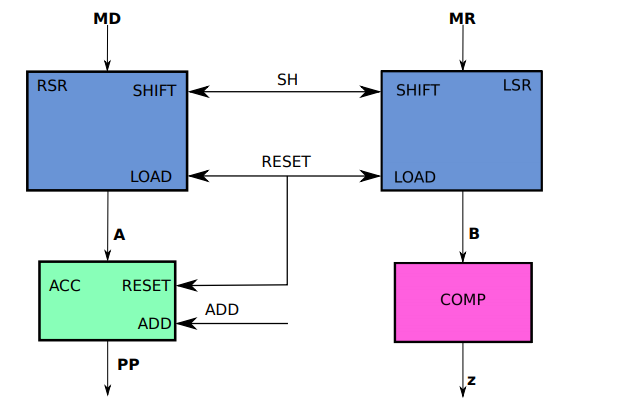 MD
MR
RSR
SHIFT
SH
SHIFT
LSR
LOAD
RESET
LOAD
A
B
ACC
RESET
ADD
ADD
COMP
PP
z